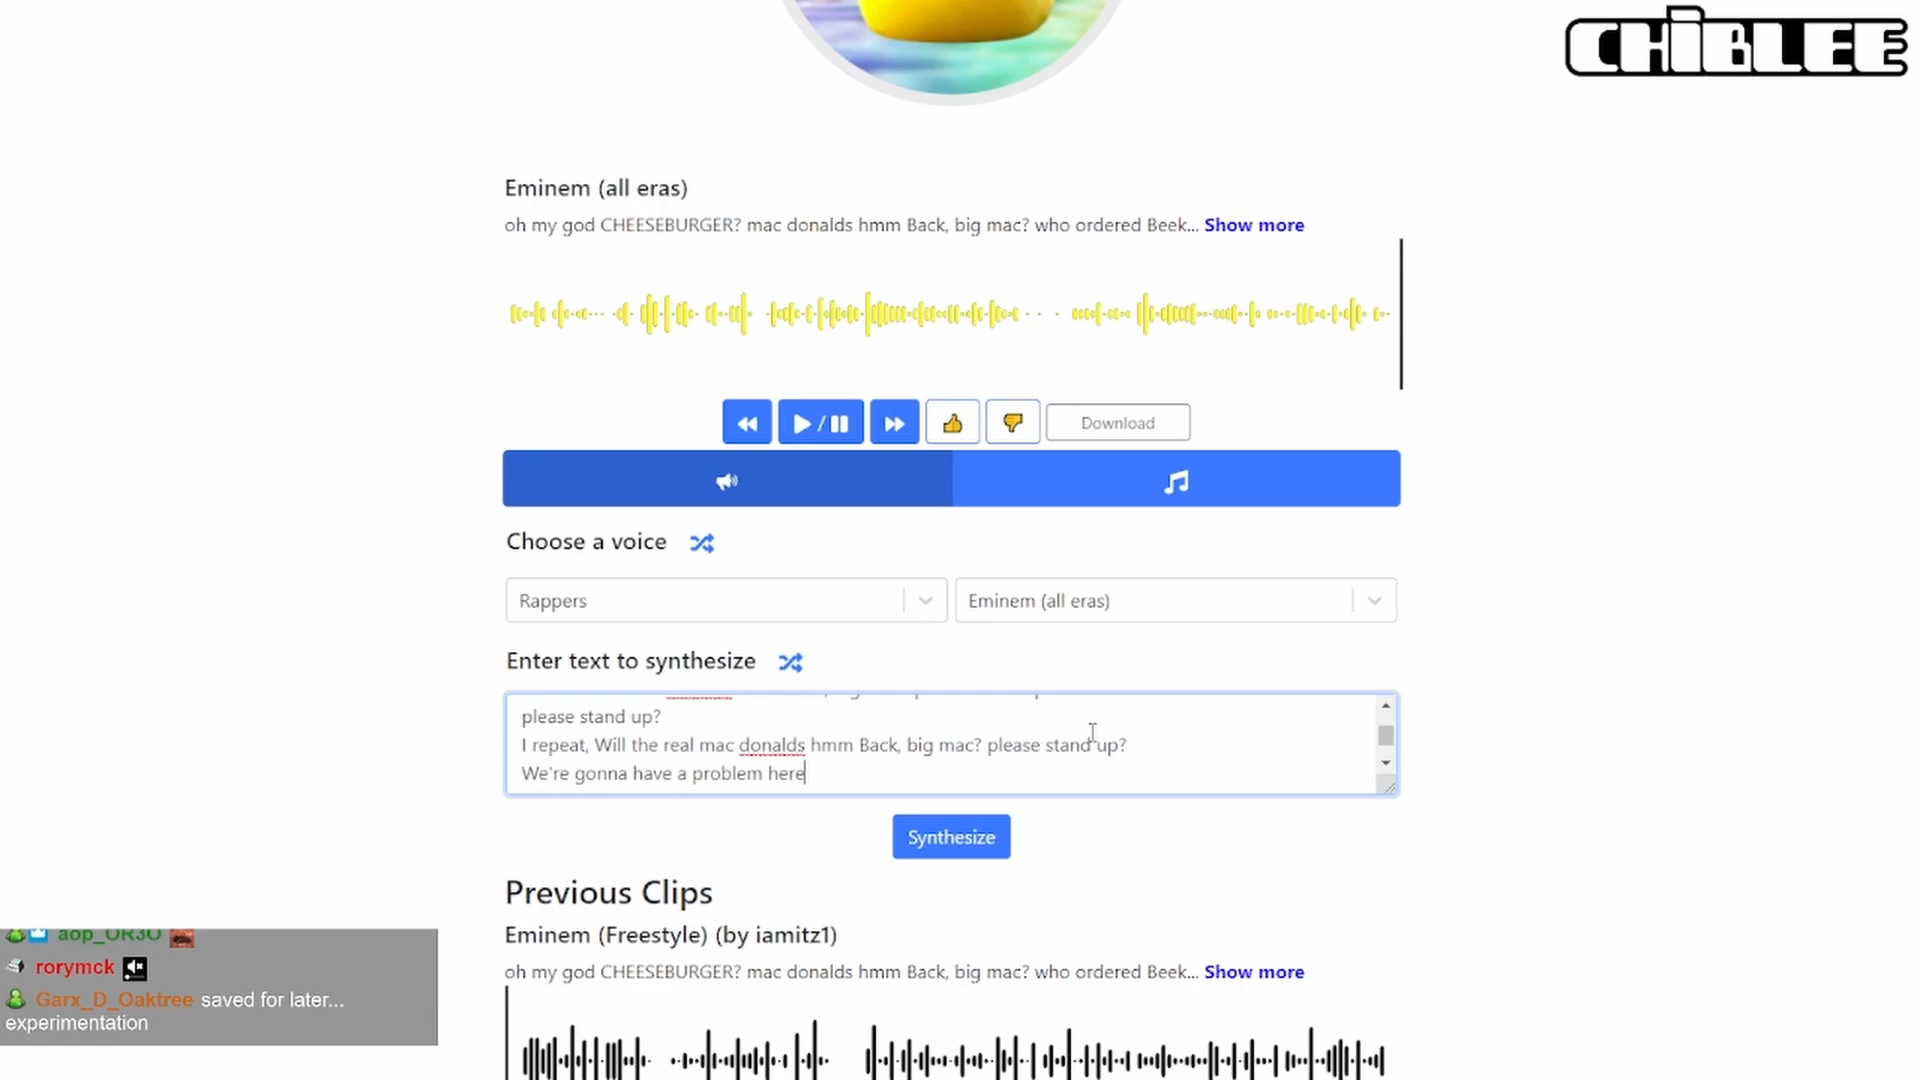 CHiBLEE
Eminem (all eras)
oh my god CHEESEBURGER? mac donalds hmm Back, big mac? who ordered Beek... Show more
Download
Choose a voice
Rappers
Eminem (all eras)
Enter text to synthesize
please stand up?
I repeat, Will the real mac donalds hmm Back, big mac? please stand up?
We're gonna have a problem here
Synthesize
Previous Clips
Eminem (Freestyle) (by iamitz1)
oh my god CHEESEBURGER? mac donalds hmm Back, big mac? who ordered Beek... Show more
aop_OR3O
rorymck
Garx_D_Oaktree saved for later...
experimentation